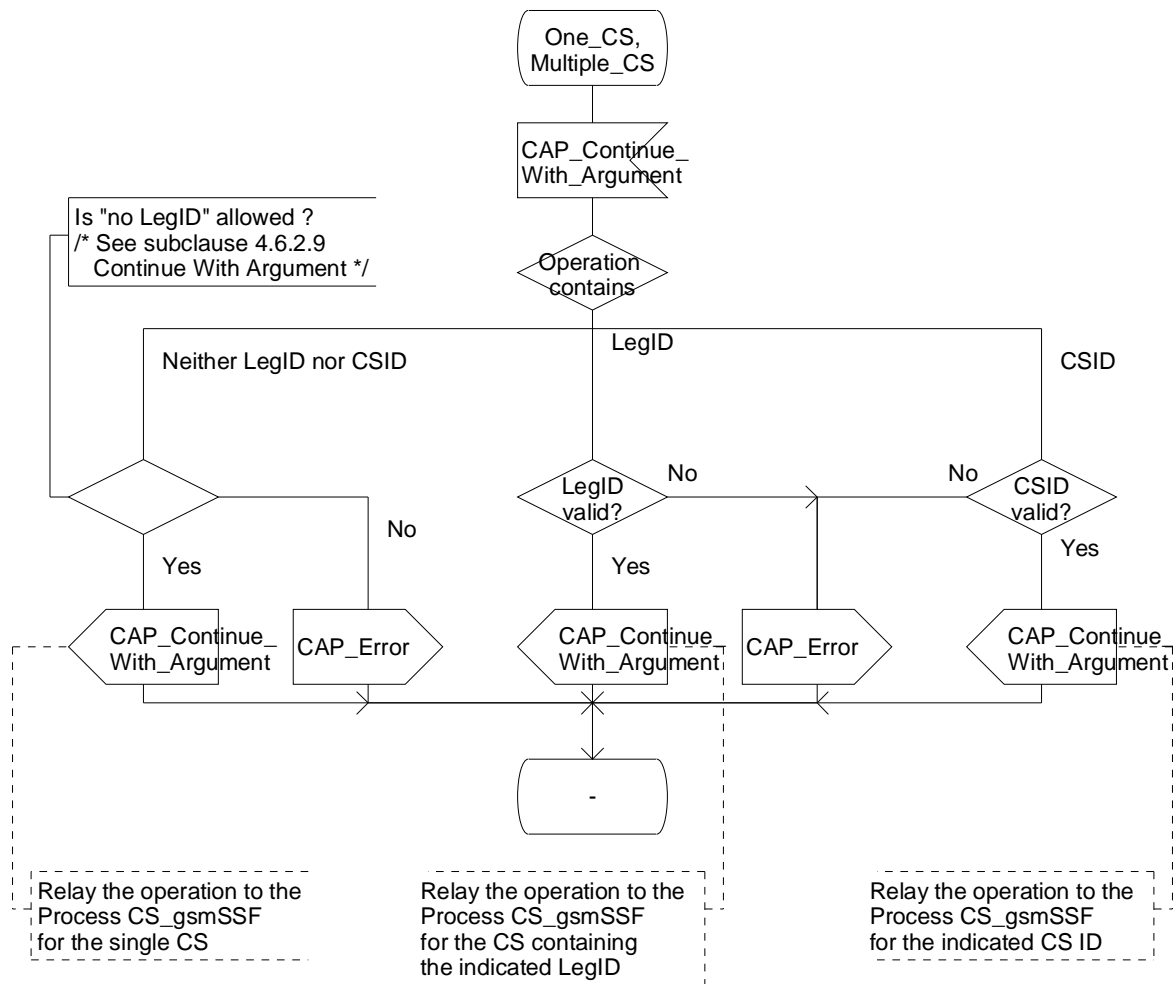 One_CS,
Multiple_CS
CAP_Continue_
With_Argument
Is "no LegID" allowed ?
/* See subclause 4.6.2.9
Continue With Argument */
Operation
contains
Neither LegID nor CSID
LegID
CSID
No
LegID
valid?
No
No
CSID
valid?
Yes
Yes
Yes
CAP_Continue_
With_Argument
CAP_Error
CAP_Continue_
With_Argument
CAP_Error
CAP_Continue_
With_Argument
-
Relay the operation to the
Process CS_gsmSSF
for the single CS
Relay the operation to the
Process CS_gsmSSF
for the CS containing
the indicated LegID
Relay the operation to the
Process CS_gsmSSF
for the indicated CS ID